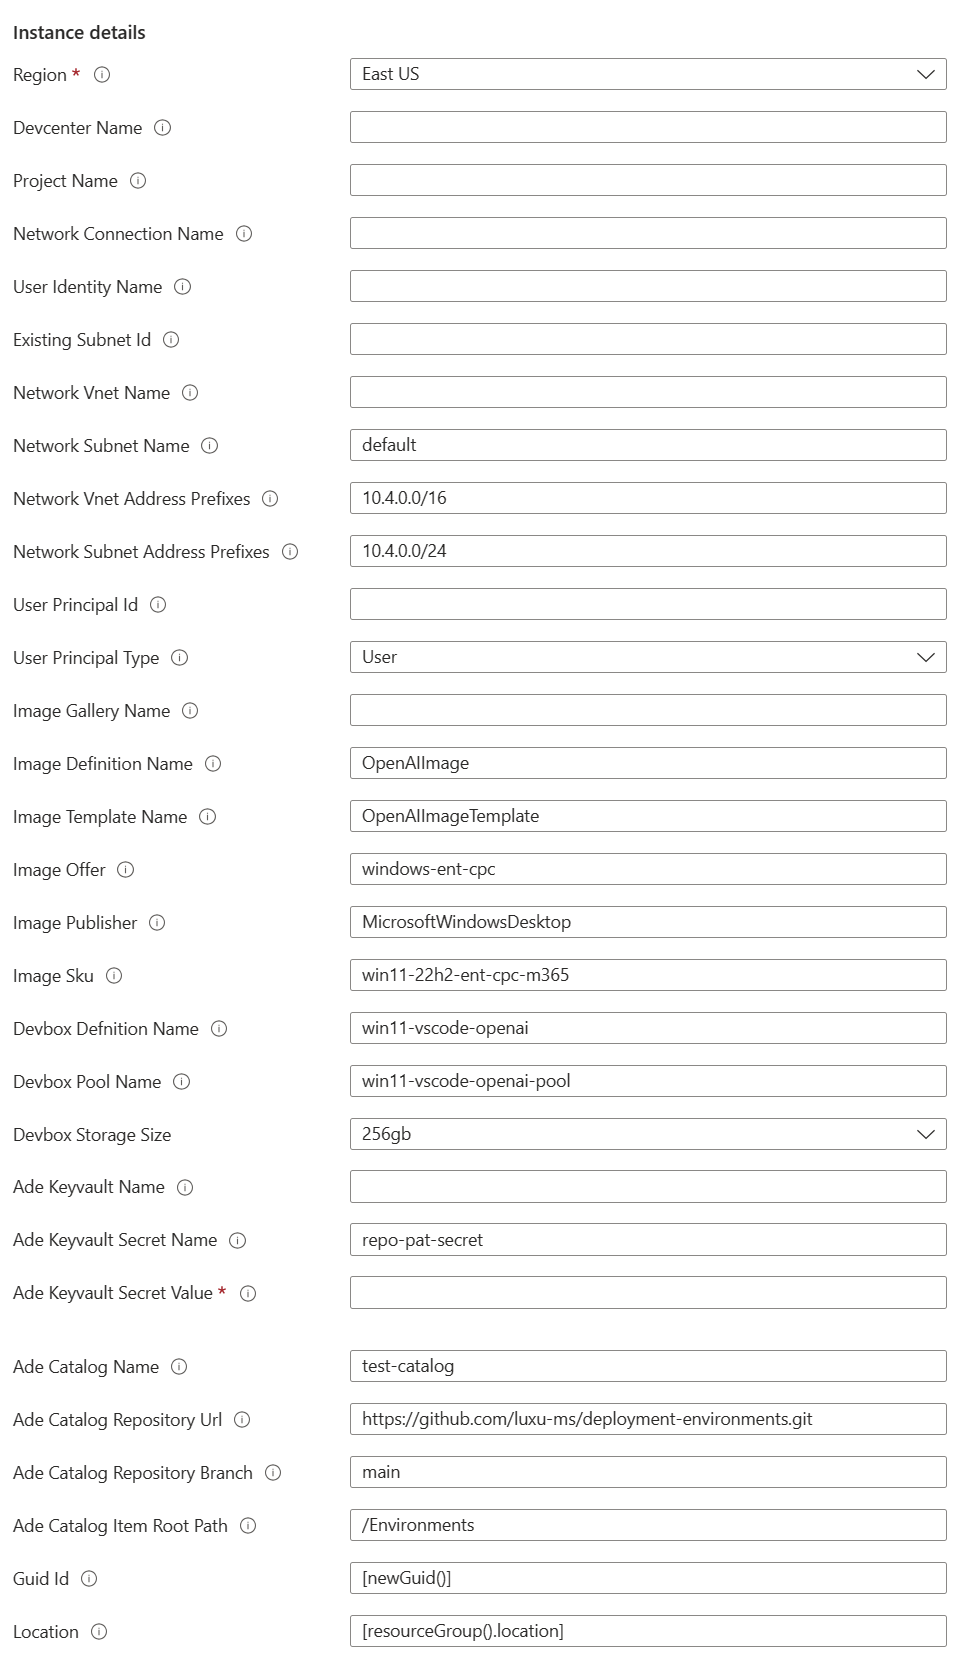 Instance details
Region * East US
Devcenter Name
Project Name
Network Connection Name
User Identity Name
Existing Subnet Id
Network Vnet Name
Network Subnet Name default
Network Vnet Address Prefixes 10.4.0.0/16
Network Subnet Address Prefixes 10.4.0.0/24
User Principal Id
User Principal Type User
Image Gallery Name
Image Definition Name OpenAIImage
Image Template Name OpenAIImageTemplate
Image Offer windows-ent-cpc
Image Publisher MicrosoftWindowsDesktop
Image Sku win11-22h2-ent-cpc-m365
Devbox Defnition Name win11-vscode-openai
Devbox Pool Name win11-vscode-openai-pool
Devbox Storage Size 256gb
Ade Keyvault Name
Ade Keyvault Secret Name repo-pat-secret
Ade Keyvault Secret Value *
Ade Catalog Name test-catalog
Ade Catalog Repository Url https://github.com/luxu-ms/deployment-environments.git
Ade Catalog Repository Branch main
Ade Catalog Item Root Path /Environments
Guid Id [newGuid()]
Location [resourceGroup().location]